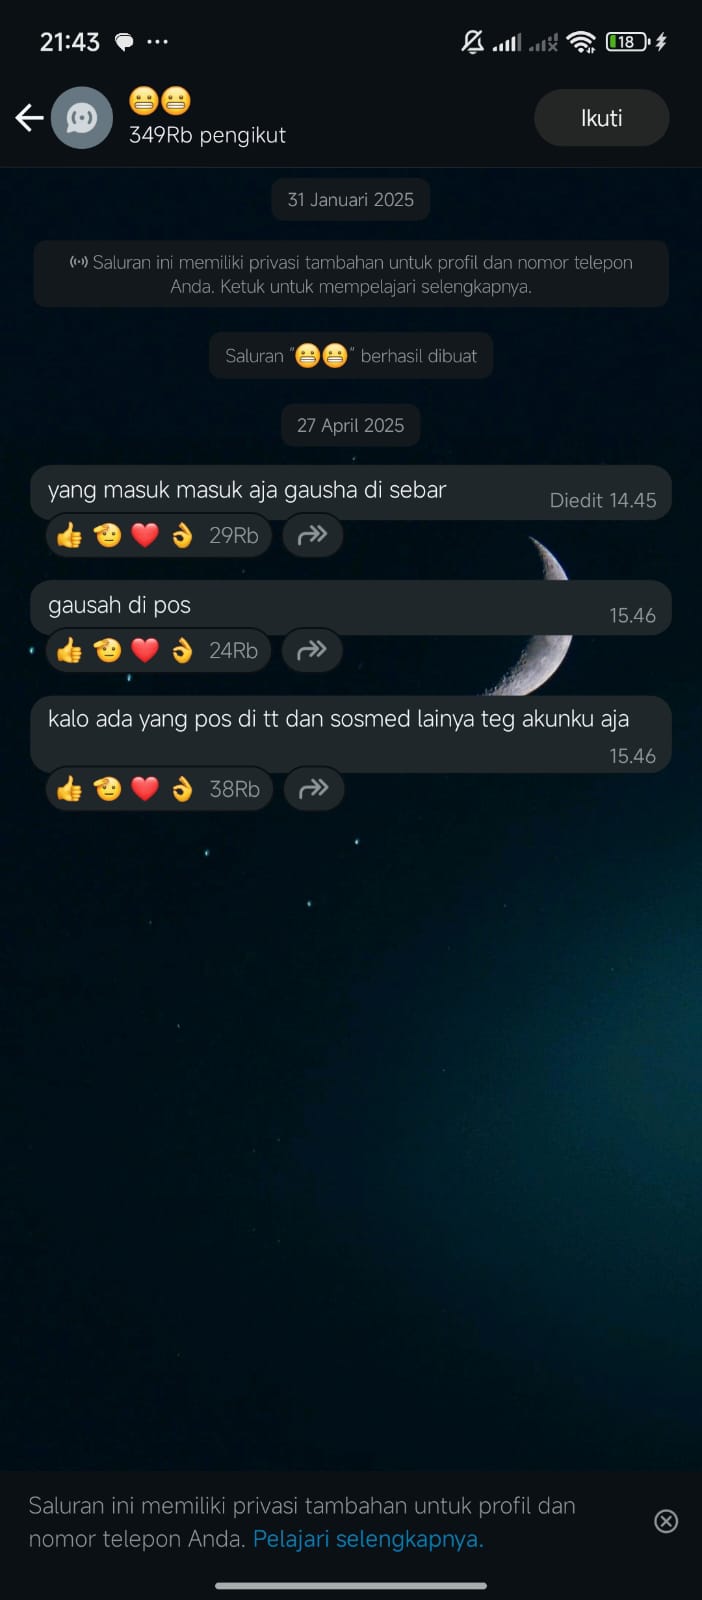 21:43
18
😬😬
349Rb pengikut
Ikuti
31 Januari 2025
Saluran ini memiliki privasi tambahan untuk profil dan nomor telepon
Anda. Ketuk untuk mempelajari selengkapnya.
Saluran "😬😬" berhasil dibuat
27 April 2025
yang masuk masuk aja gausha di sebar
Diedit 14.45
👍 🫡 ❤️ 👌 29Rb
gausah di pos
15.46
👍 🫡 ❤️ 👌 24Rb
kalo ada yang pos di tt dan sosmed lainya teg akunku aja
15.46
👍 🫡 ❤️ 👌 38Rb
Saluran ini memiliki privasi tambahan untuk profil dan
nomor telepon Anda. Pelajari selengkapnya.